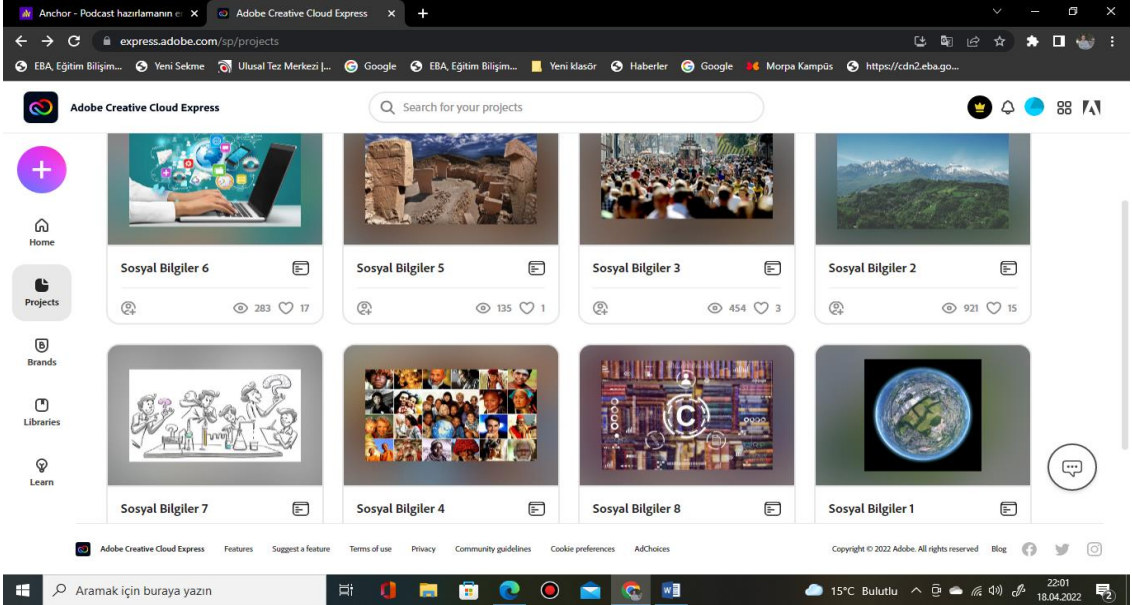 Anchor - Podcast hazırlamanın e
Adobe Creative Cloud Express
express.adobe.com/sp/projects
EBA, Eğitim Bilişim...
Yeni Sekme
Ulusal Tez Merkezi |...
Google
EBA, Eğitim Bilişim...
Yeni klasör
Haberler
Google
Morpa Kampüs
https://cdn2.eba.go...
Adobe Creative Cloud Express
Search for your projects
Home
Projects
Brands
Libraries
Learn
Sosyal Bilgiler 6
283 17
Sosyal Bilgiler 5
135 1
Sosyal Bilgiler 3
454 3
Sosyal Bilgiler 2
921 15
C
Sosyal Bilgiler 7
Sosyal Bilgiler 4
Sosyal Bilgiler 8
Sosyal Bilgiler 1
Adobe Creative Cloud Express
Features
Suggest a feature
Terms of use
Privacy
Community guidelines
Cookie preferences
AdChoices
Copyright © 2022 Adobe. All rights reserved
Blog
Aramak için buraya yazın
15°C Bulutlu
22:01
18.04.2022
2